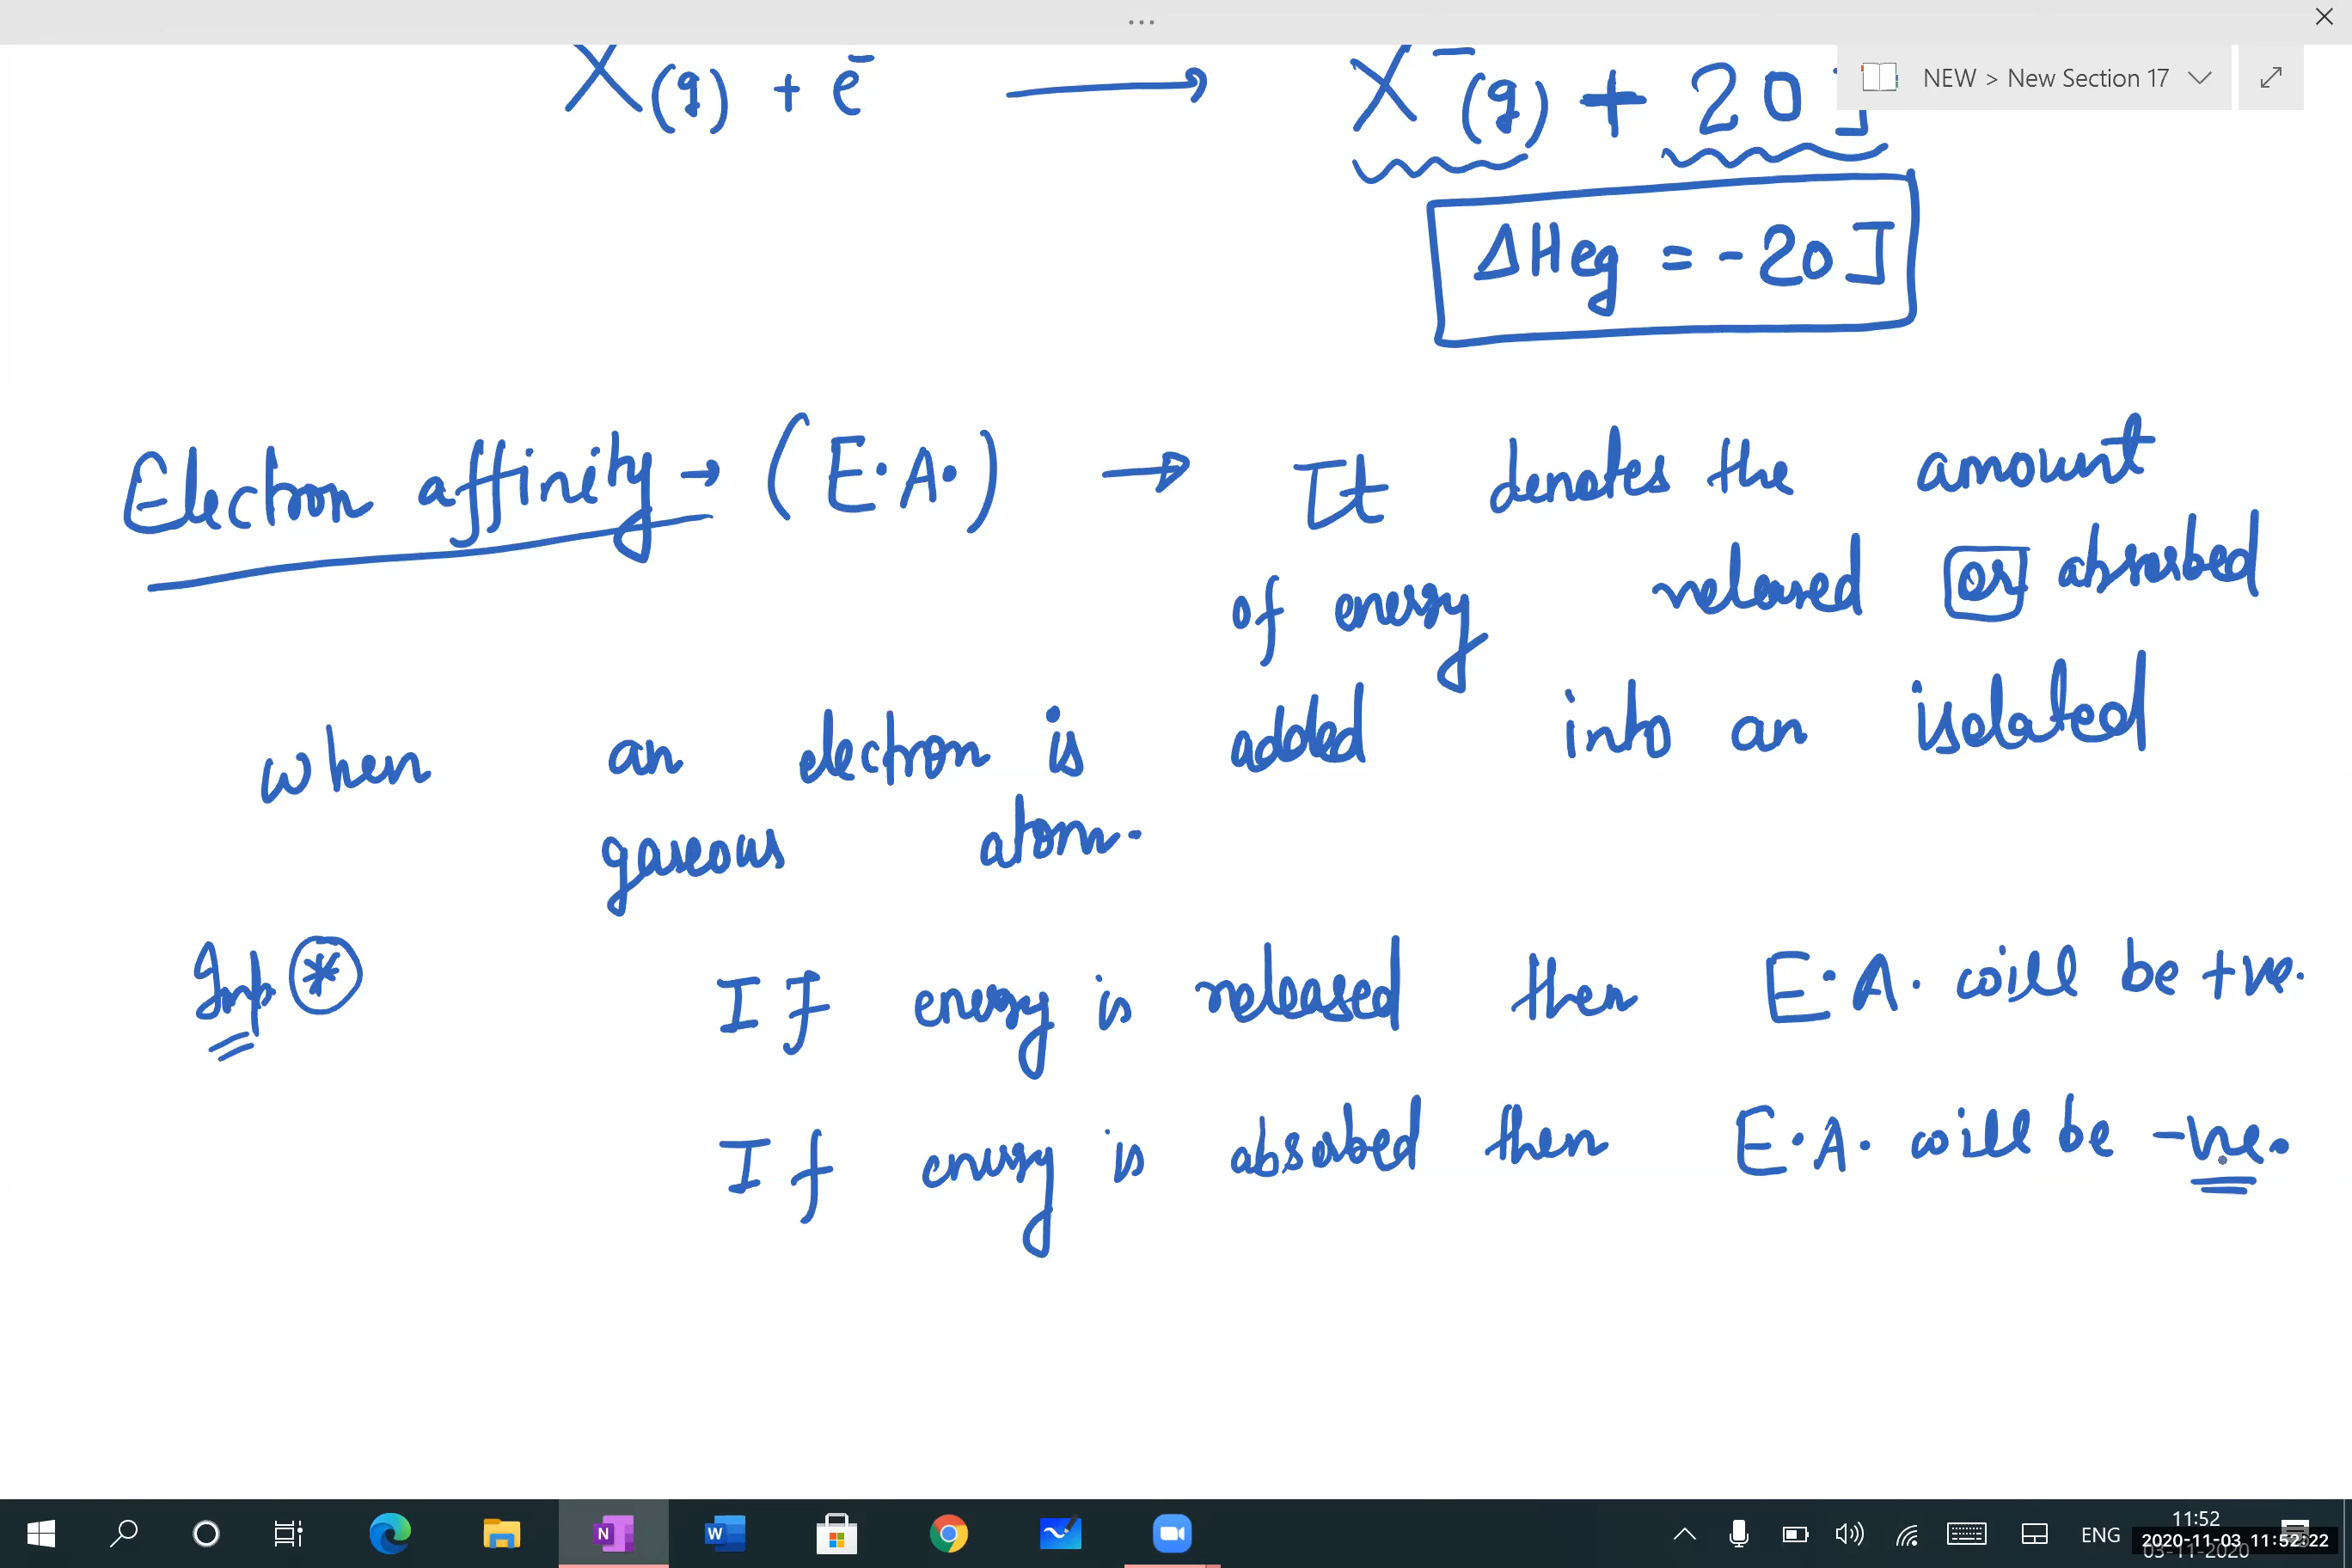 ...
NEW > New Section 17
X(g) + e⁻ ⟶ X⁻(g) + 20J
ΔHeg = -20J
Electron affinity → (E.A.) → It denotes the amount
of energy released or absorbed
when an electron is added into an isolated
gaseous atom.
Imp * If energy is released then E.A. will be +ve.
If energy is absorbed then E.A. will be -ve.
ENG
11:52
03-11-2020
2020-11-03 11:52:22